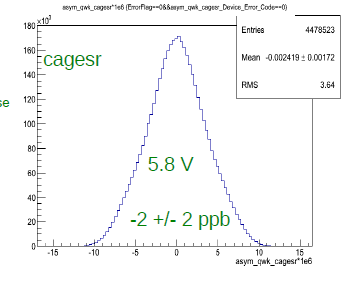 asym_qwk_cagesr*1e6 {ErrorFlag==0&&asym_qwk_cagesr_Device_Error_Code==0}
×10³
Entries 4478523
Mean -0.002419 ± 0.00172
RMS 3.64
180
160
140
120
100
80
60
40
20
0
cagesr
se
5.8 V
-2 +/- 2 ppb
-15 -10 -5 0 5 10 15
asym_qwk_cagesr*1e6